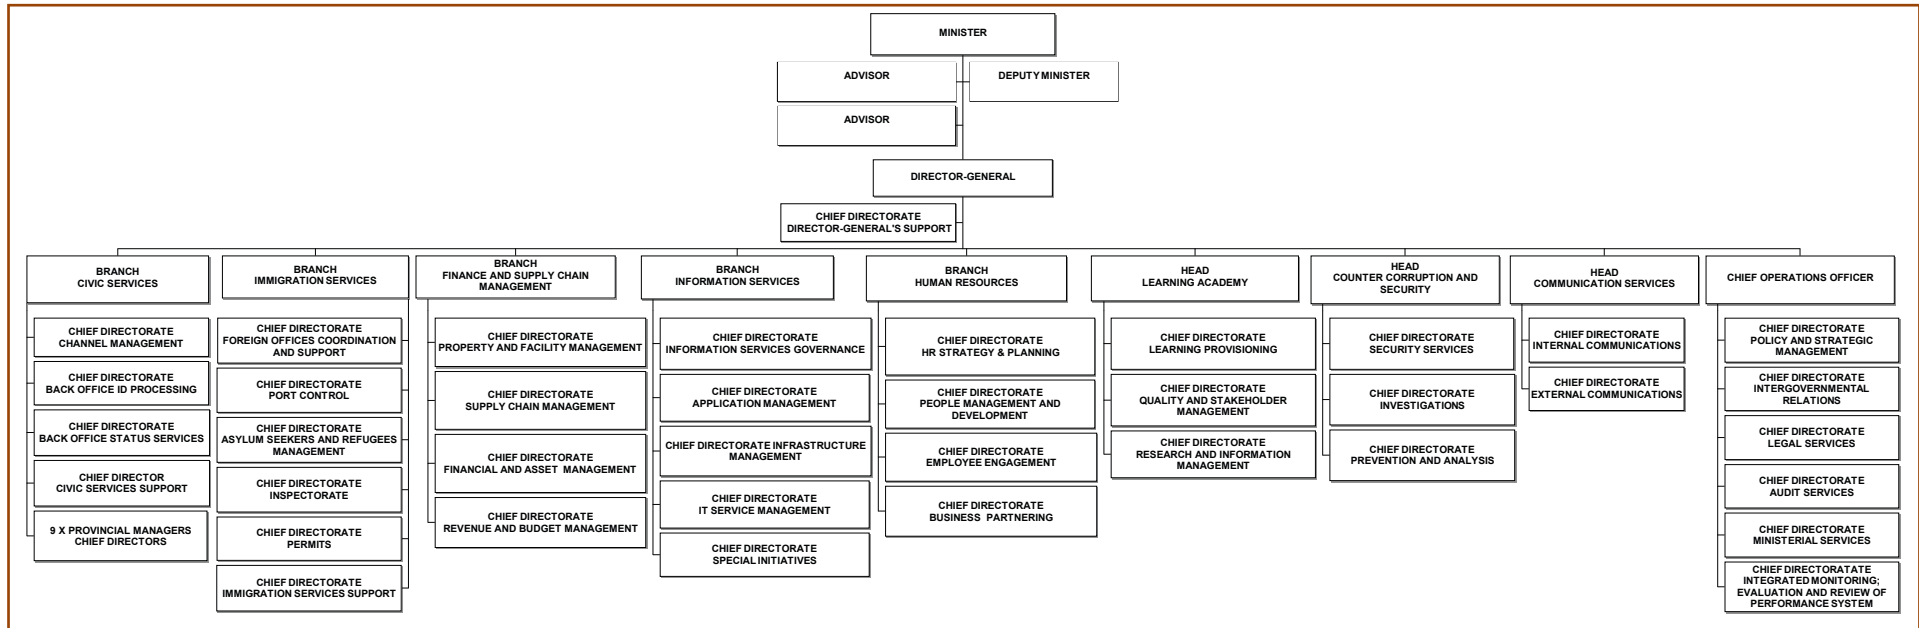 MINISTER
ADVISOR
DEPUTY MINISTER
ADVISOR
DIRECTOR-GENERAL
CHIEF DIRECTORATE
DIRECTOR-GENERAL'S SUPPORT
BRANCH
CIVIC SERVICES
CHIEF DIRECTORATE
CHANNEL MANAGEMENT
CHIEF DIRECTORATE
BACK OFFICE ID PROCESSING
CHIEF DIRECTORATE
BACK OFFICE STATUS SERVICES
CHIEF DIRECTOR
CIVIC SERVICES SUPPORT
9 X PROVINCIAL MANAGERS
CHIEF DIRECTORS
BRANCH
IMMIGRATION SERVICES
CHIEF DIRECTORATE
FOREIGN OFFICES COORDINATION
AND SUPPORT
CHIEF DIRECTORATE
PORT CONTROL
CHIEF DIRECTORATE
ASYLUM SEEKERS AND REFUGEES
MANAGEMENT
CHIEF DIRECTORATE
INSPECTORATE
CHIEF DIRECTORATE
PERMITS
CHIEF DIRECTORATE
IMMIGRATION SERVICES SUPPORT
BRANCH
FINANCE AND SUPPLY CHAIN
MANAGEMENT
CHIEF DIRECTORATE
PROPERTY AND FACILITY MANAGEMENT
CHIEF DIRECTORATE
SUPPLY CHAIN MANAGEMENT
CHIEF DIRECTORATE
FINANCIAL AND ASSET MANAGEMENT
CHIEF DIRECTORATE
REVENUE AND BUDGET MANAGEMENT
BRANCH
INFORMATION SERVICES
CHIEF DIRECTORATE
INFORMATION SERVICES GOVERNANCE
CHIEF DIRECTORATE
APPLICATION MANAGEMENT
CHIEF DIRECTORATE INFRASTRUCTURE
MANAGEMENT
CHIEF DIRECTORATE
IT SERVICE MANAGEMENT
CHIEF DIRECTORATE
SPECIAL INITIATIVES
BRANCH
HUMAN RESOURCES
CHIEF DIRECTORATE
HR STRATEGY & PLANNING
CHIEF DIRECTORATE
PEOPLE MANAGEMENT AND
DEVELOPMENT
CHIEF DIRECTORATE
EMPLOYEE ENGAGEMENT
CHIEF DIRECTORATE
BUSINESS PARTNERING
HEAD
LEARNING ACADEMY
CHIEF DIRECTORATE
LEARNING PROVISIONING
CHIEF DIRECTORATE
QUALITY AND STAKEHOLDER
MANAGEMENT
CHIEF DIRECTORATE
RESEARCH AND INFORMATION
MANAGEMENT
HEAD
COUNTER CORRUPTION AND
SECURITY
CHIEF DIRECTORATE
SECURITY SERVICES
CHIEF DIRECTORATE
INVESTIGATIONS
CHIEF DIRECTORATE
PREVENTION AND ANALYSIS
HEAD
COMMUNICATION SERVICES
CHIEF DIRECTORATE
INTERNAL COMMUNICATIONS
CHIEF DIRECTORATE
EXTERNAL COMMUNICATIONS
CHIEF OPERATIONS OFFICER
CHIEF DIRECTORATE
POLICY AND STRATEGIC
MANAGEMENT
CHIEF DIRECTORATE
INTERGOVERNMENTAL
RELATIONS
CHIEF DIRECTORATE
LEGAL SERVICES
CHIEF DIRECTORATE
AUDIT SERVICES
CHIEF DIRECTORATE
MINISTERIAL SERVICES
CHIEF DIRECTORATATE
INTEGRATED MONITORING;
EVALUATION AND REVIEW OF
PERFORMANCE SYSTEM